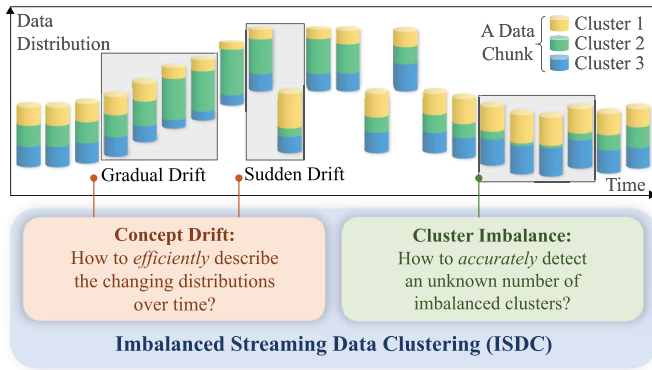 Data
Distribution
A Data
Chunk
Cluster 1
Cluster 2
Cluster 3
Gradual Drift
Sudden Drift
Time
Concept Drift:
How to efficiently describe
the changing distributions
over time?
Cluster Imbalance:
How to accurately detect
an unknown number of
imbalanced clusters?
Imbalanced Streaming Data Clustering (ISDC)